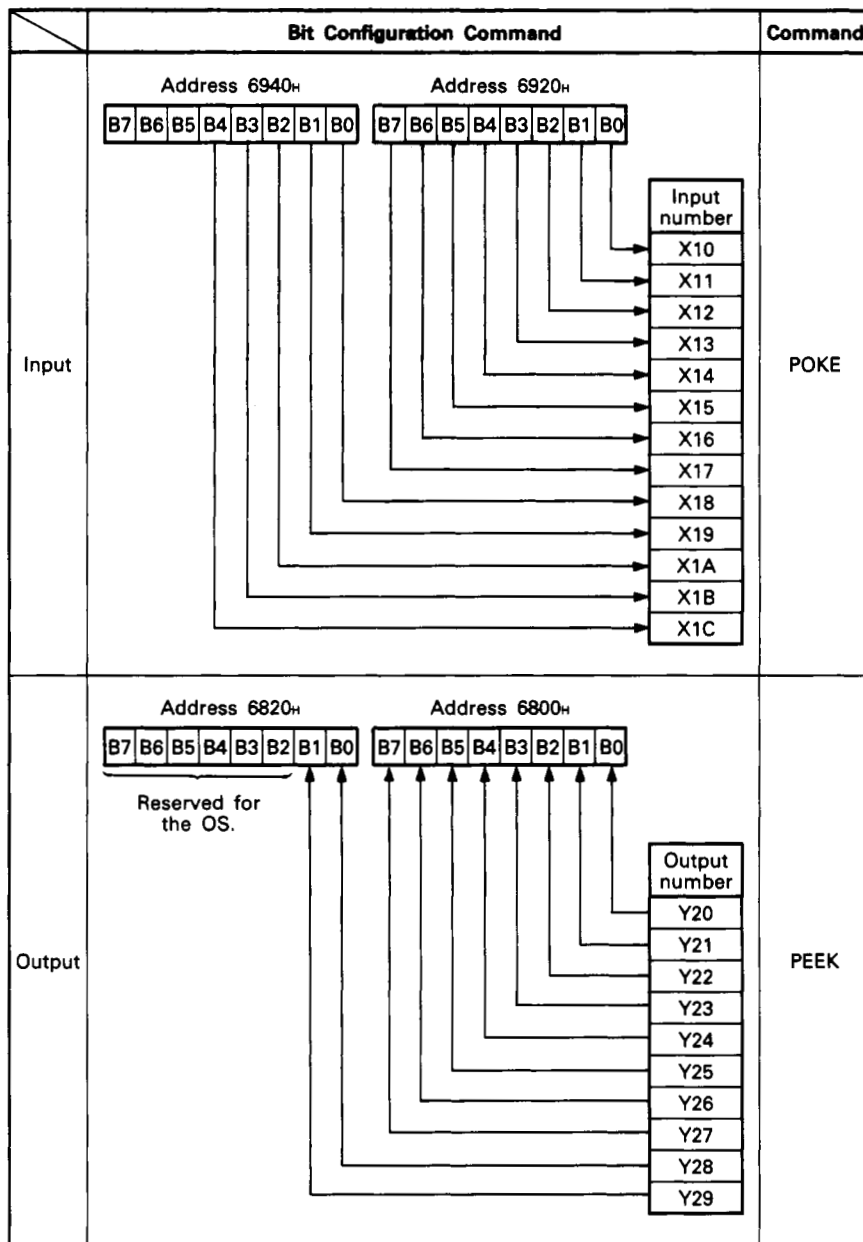 Bit Configuration Command Command
Address 6940H Address 6920H
B7 B6 B5 B4 B3 B2 B1 B0 B7 B6 B5 B4 B3 B2 B1 B0
Input
number
X10
X11
X12
X13
Input X14 POKE
X15
X16
X17
X18
X19
X1A
X1B
X1C
Address 6820H Address 6800H
B7 B6 B5 B4 B3 B2 B1 B0 B7 B6 B5 B4 B3 B2 B1 B0
Reserved for
the OS.
Output
number
Y20
Y21
Output Y22 PEEK
Y23
Y24
Y25
Y26
Y27
Y28
Y29